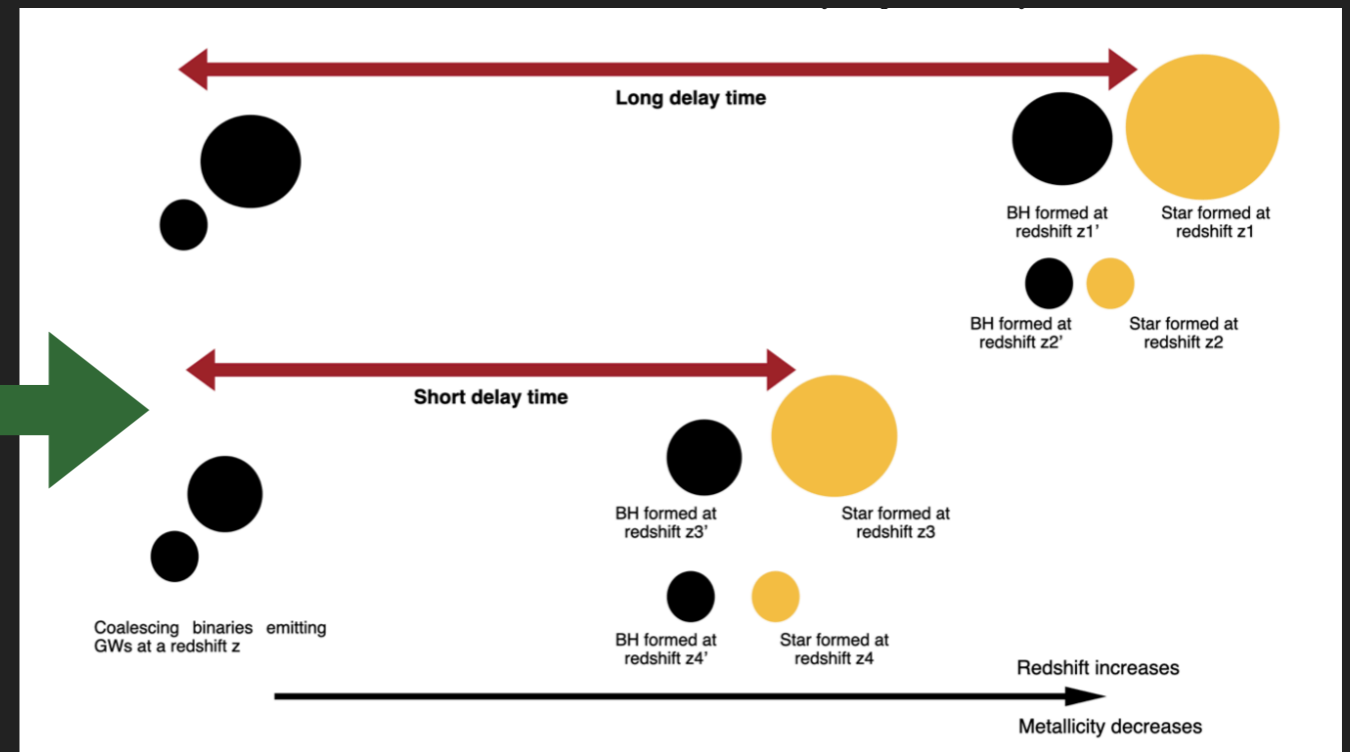 Long delay time
BH formed at
redshift z1’
Star formed at
redshift z1
BH formed at
redshift z2’
Star formed at
redshift z2
Short delay time
BH formed at
redshift z3’
Star formed at
redshift z3
BH formed at
redshift z4’
Star formed at
redshift z4
Coalescing binaries emitting
GWs at a redshift z
Redshift increases
Metallicity decreases